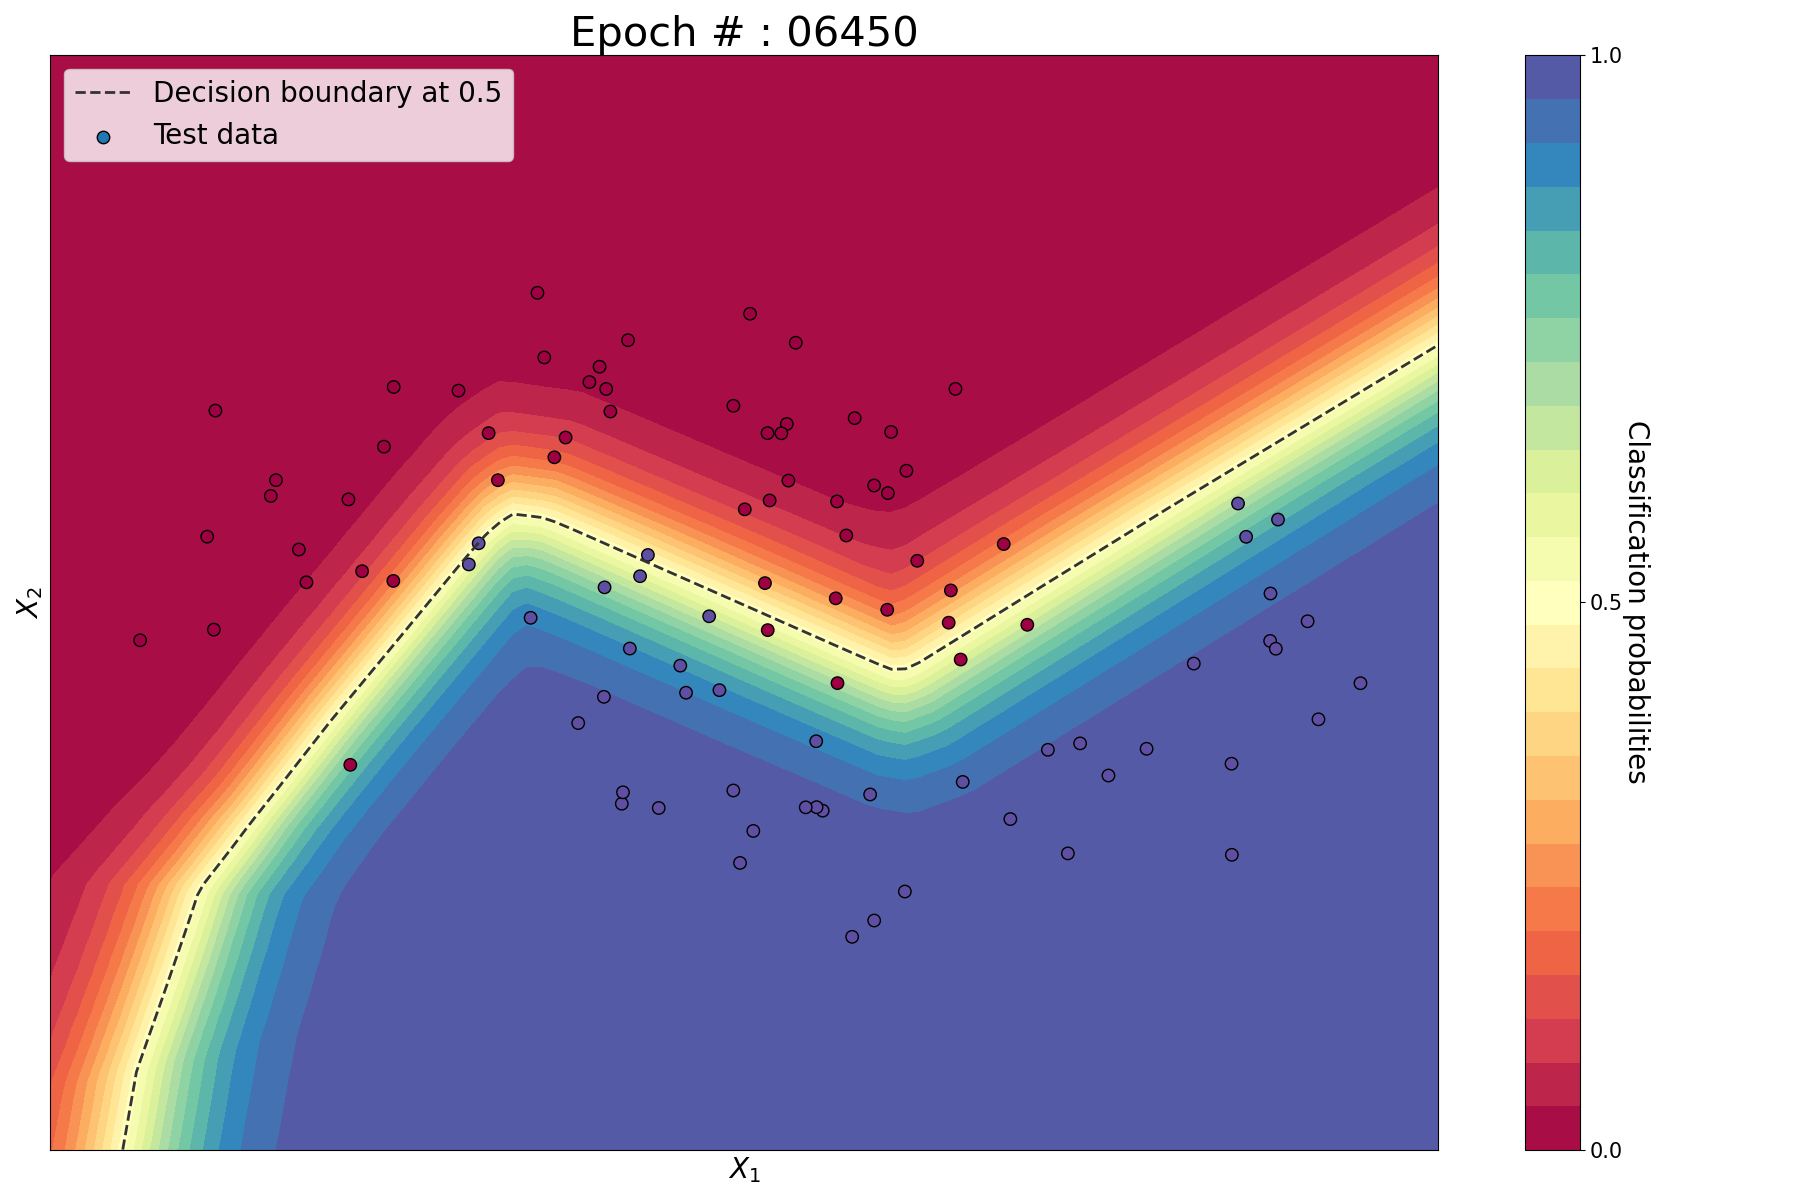 Epoch # : 06450
Decision boundary at 0.5
Test data
X₂
X₁
1.0
0.5
0.0
Classification probabilities